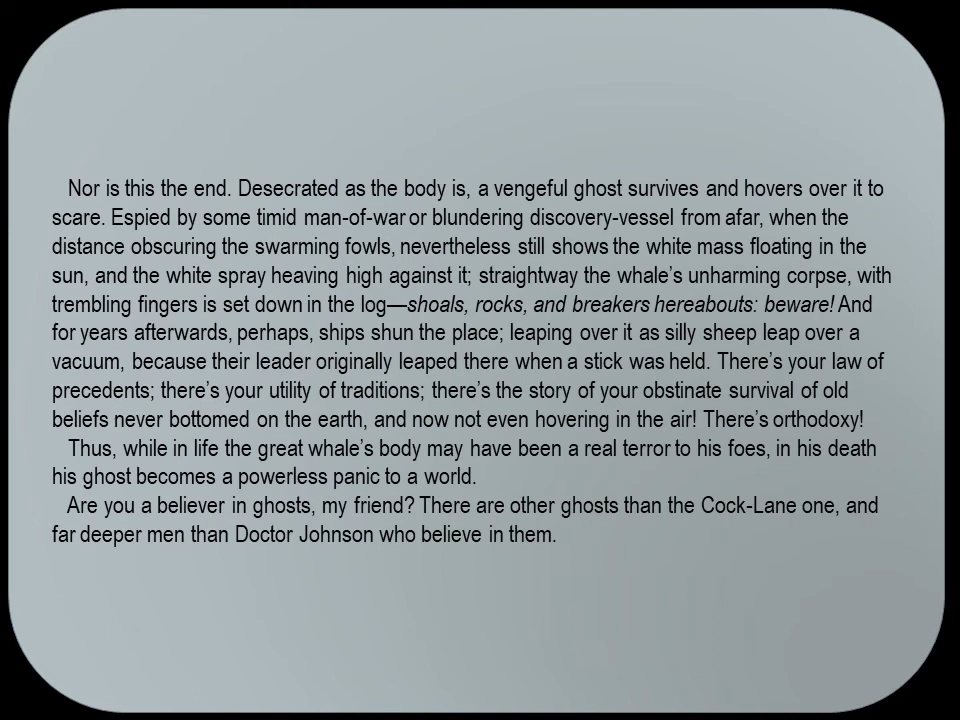 Nor is this the end. Desecrated as the body is, a vengeful ghost survives and hovers over it to
scare. Espied by some timid man-of-war or blundering discovery-vessel from afar, when the
distance obscuring the swarming fowls, nevertheless still shows the white mass floating in the
sun, and the white spray heaving high against it; straightway the whale’s unharming corpse, with
trembling fingers is set down in the log—shoals, rocks, and breakers hereabouts: beware! And
for years afterwards, perhaps, ships shun the place; leaping over it as silly sheep leap over a
vacuum, because their leader originally leaped there when a stick was held. There’s your law of
precedents; there’s your utility of traditions; there’s the story of your obstinate survival of old
beliefs never bottomed on the earth, and now not even hovering in the air! There’s orthodoxy!
Thus, while in life the great whale’s body may have been a real terror to his foes, in his death
his ghost becomes a powerless panic to a world.
Are you a believer in ghosts, my friend? There are other ghosts than the Cock-Lane one, and
far deeper men than Doctor Johnson who believe in them.